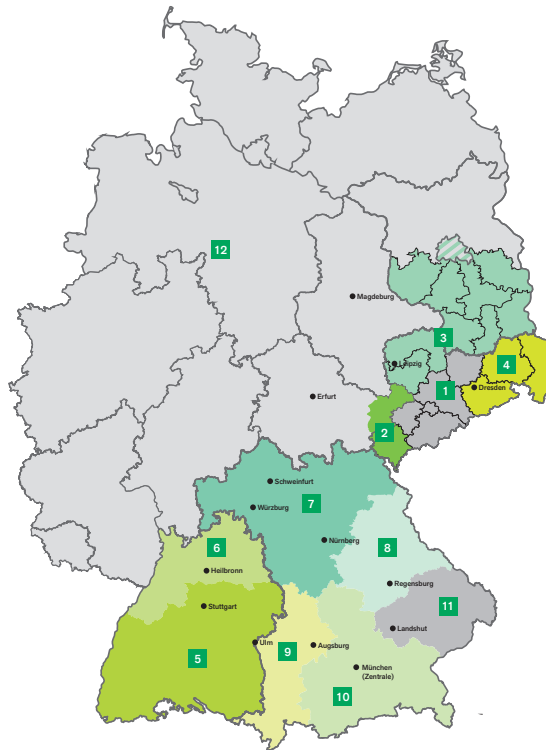 12
Magdeburg
3
Leipzig
4
Dresden
1
Erfurt
2
Schweinfurt
7
Würzburg
Nürnberg
6
8
Heilbronn
Regensburg
11
Stuttgart
Landshut
Ulm
Augsburg
9
5
München
(Zentrale)
10